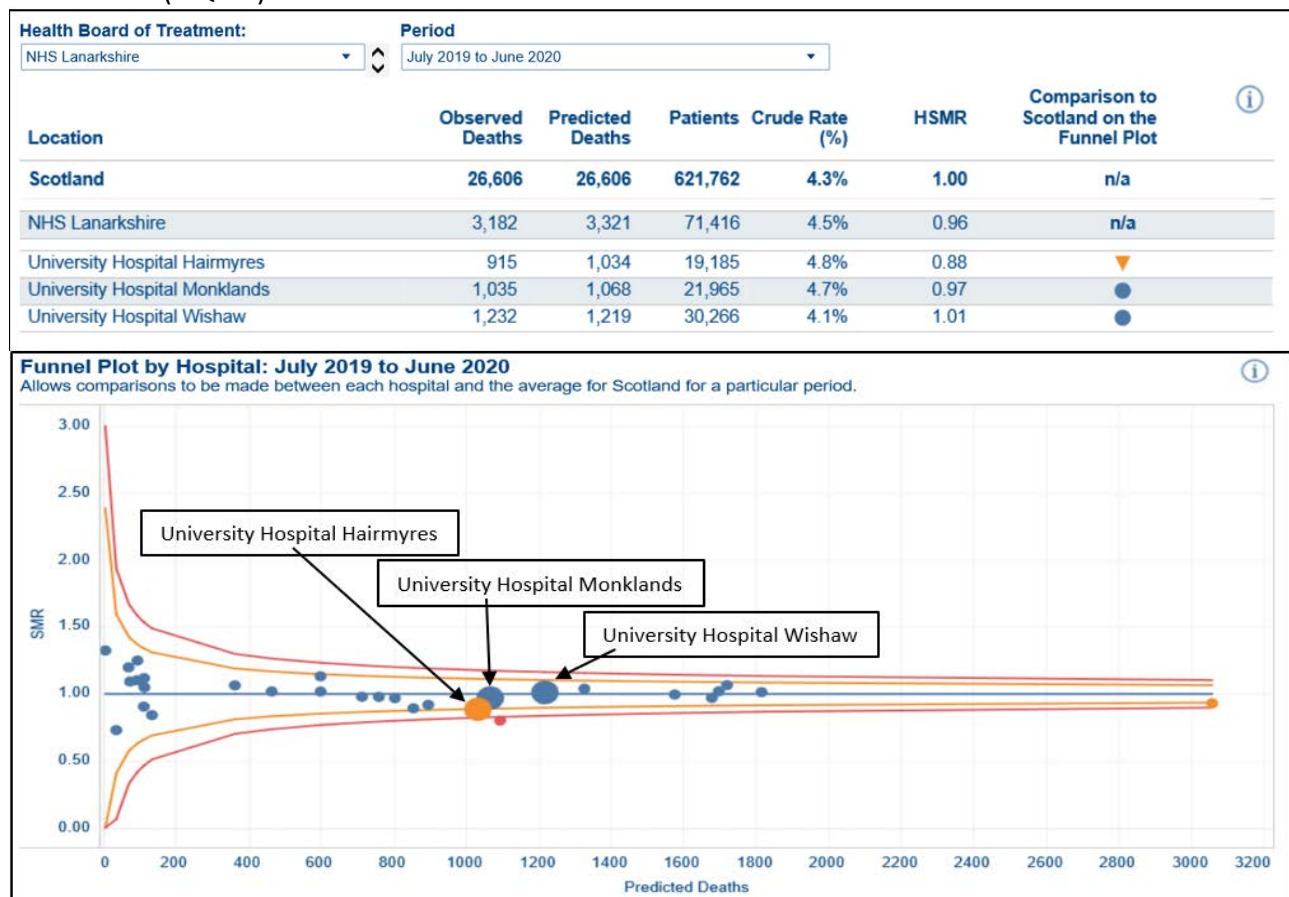 Health Board of Treatment: Period
NHS Lanarkshire July 2019 to June 2020
Location Observed Deaths Predicted Deaths Patients Crude Rate (%) HSMR Comparison to Scotland on the Funnel Plot
Scotland 26,606 26,606 621,762 4.3% 1.00 n/a
NHS Lanarkshire 3,182 3,321 71,416 4.5% 0.96 n/a
University Hospital Hairmyres 915 1,034 19,185 4.8% 0.88
University Hospital Monklands 1,035 1,068 21,965 4.7% 0.97
University Hospital Wishaw 1,232 1,219 30,266 4.1% 1.01
Funnel Plot by Hospital: July 2019 to June 2020
Allows comparisons to be made between each hospital and the average for Scotland for a particular period.
3.00
2.50
University Hospital Hairmyres
2.00
University Hospital Monklands
SMR
1.50
University Hospital Wishaw
1.00
0.50
0.00
0 200 400 600 800 1000 1200 1400 1600 1800 2000 2200 2400 2600 2800 3000 3200
Predicted Deaths